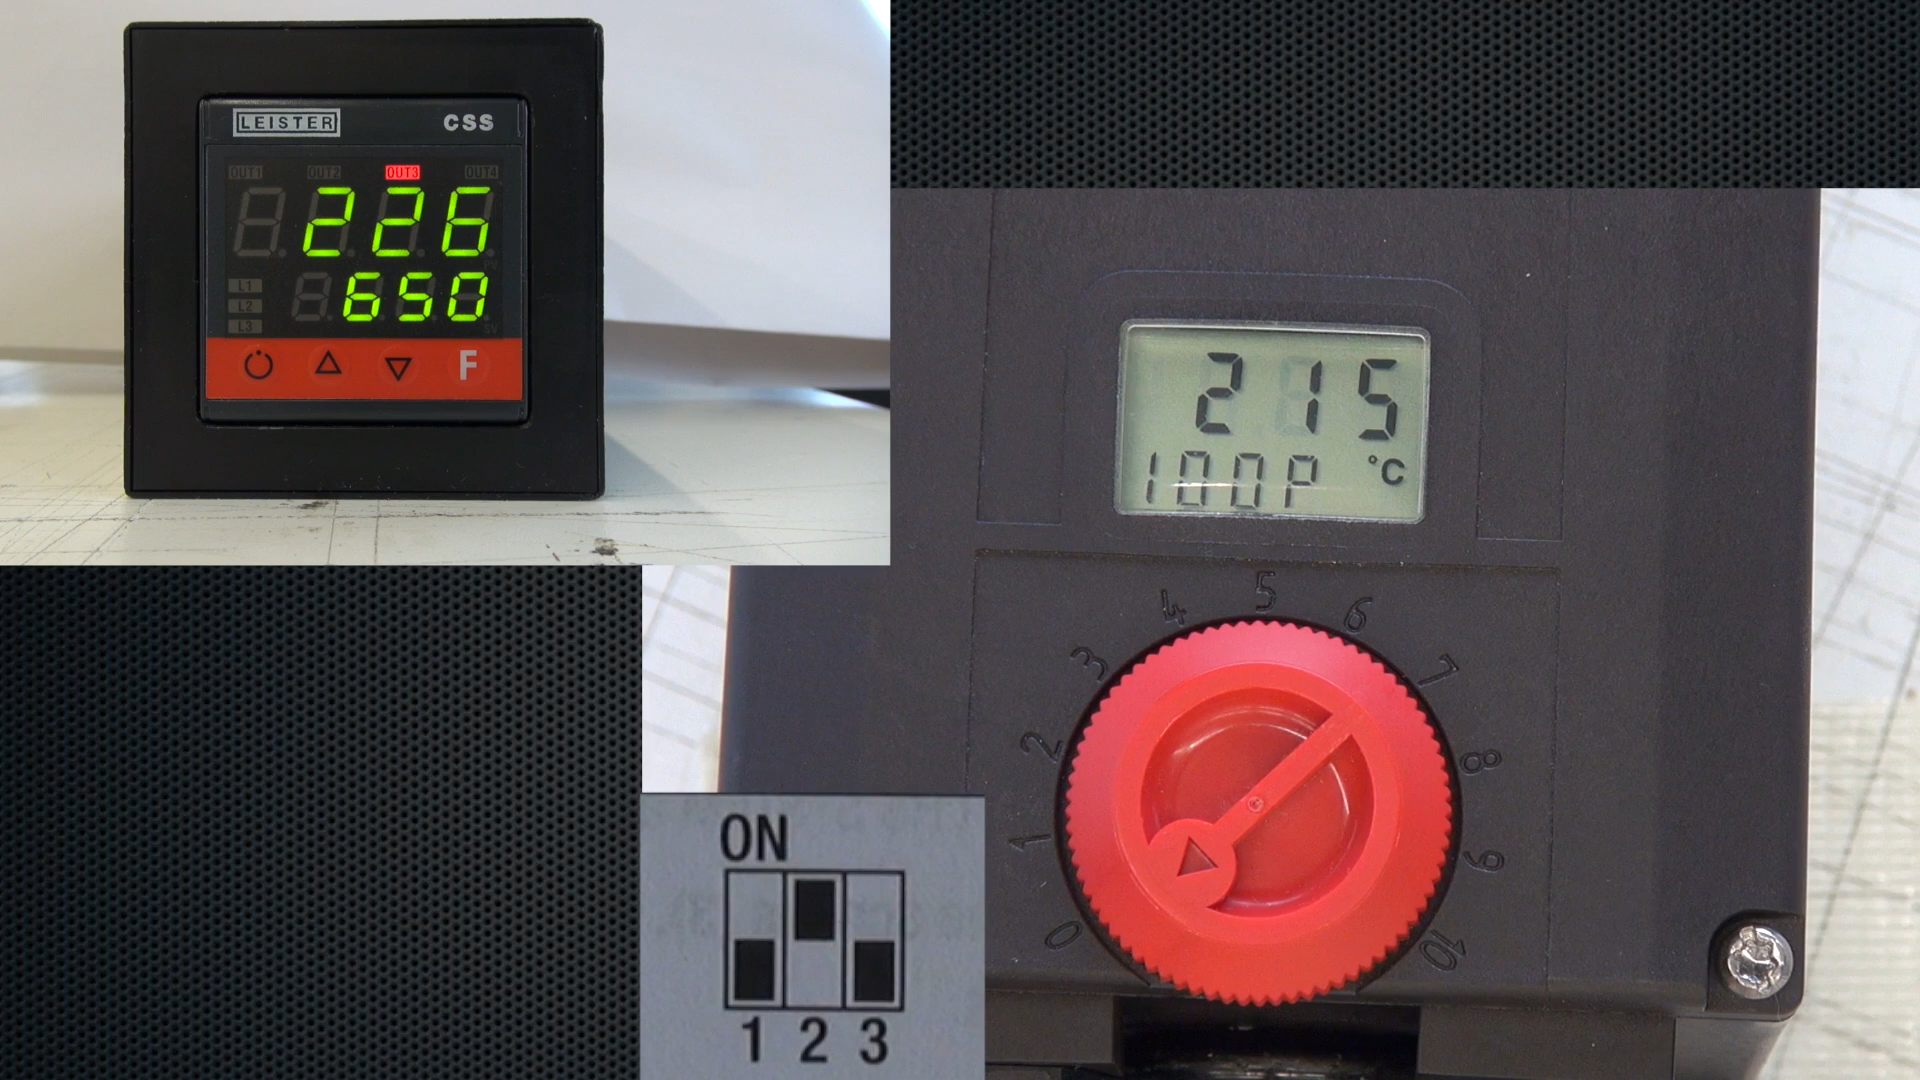 LEISTER CSS
OUT1 OUT2 OUT3 OUT4
226
L1
L2
L3
650
F
215
100P °C
0 1 2 3 4 5 6 7 8 9 10
ON
1 2 3